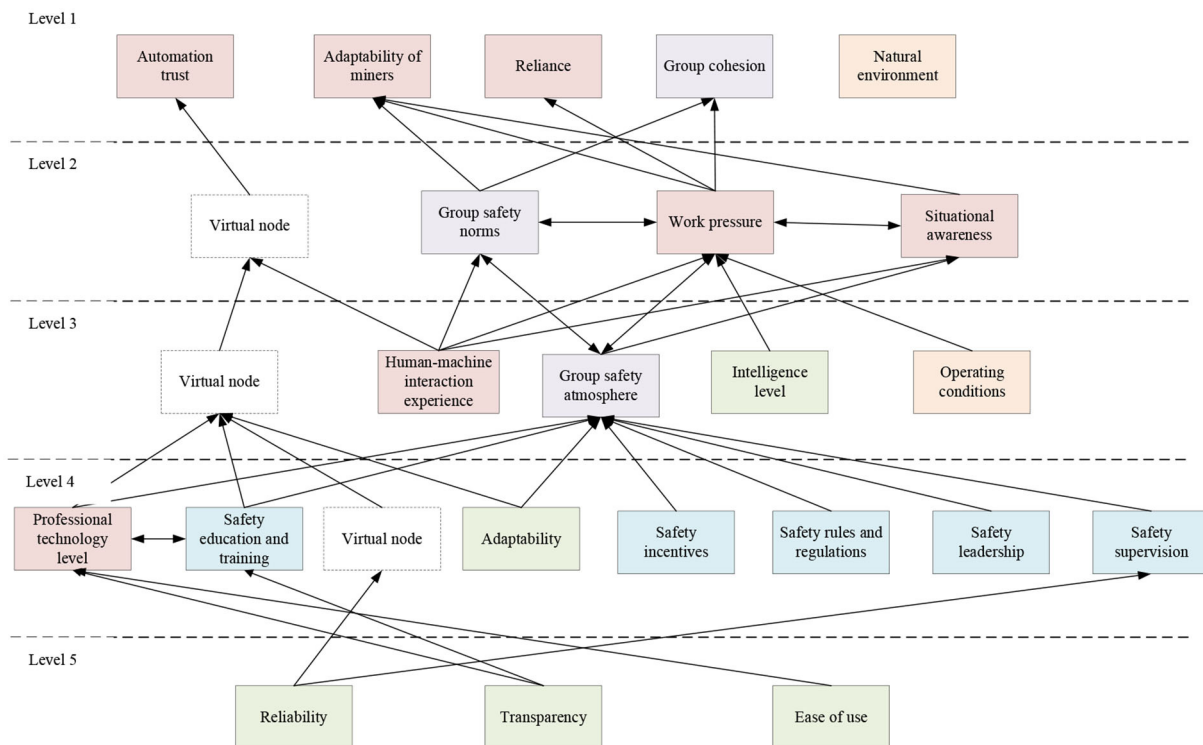 Level 1
Automation
trust
Adaptability of
miners
Reliance
Group cohesion
Natural
environment
Level 2
Virtual node
Group safety
norms
Work pressure
Situational
awareness
Level 3
Virtual node
Human-machine
interaction
experience
Group safety
atmosphere
Intelligence
level
Operating
conditions
Level 4
Professional
technology
level
Safety
education and
training
Virtual node
Adaptability
Safety
incentives
Safety rules and
regulations
Safety
leadership
Safety
supervision
Level 5
Reliability
Transparency
Ease of use